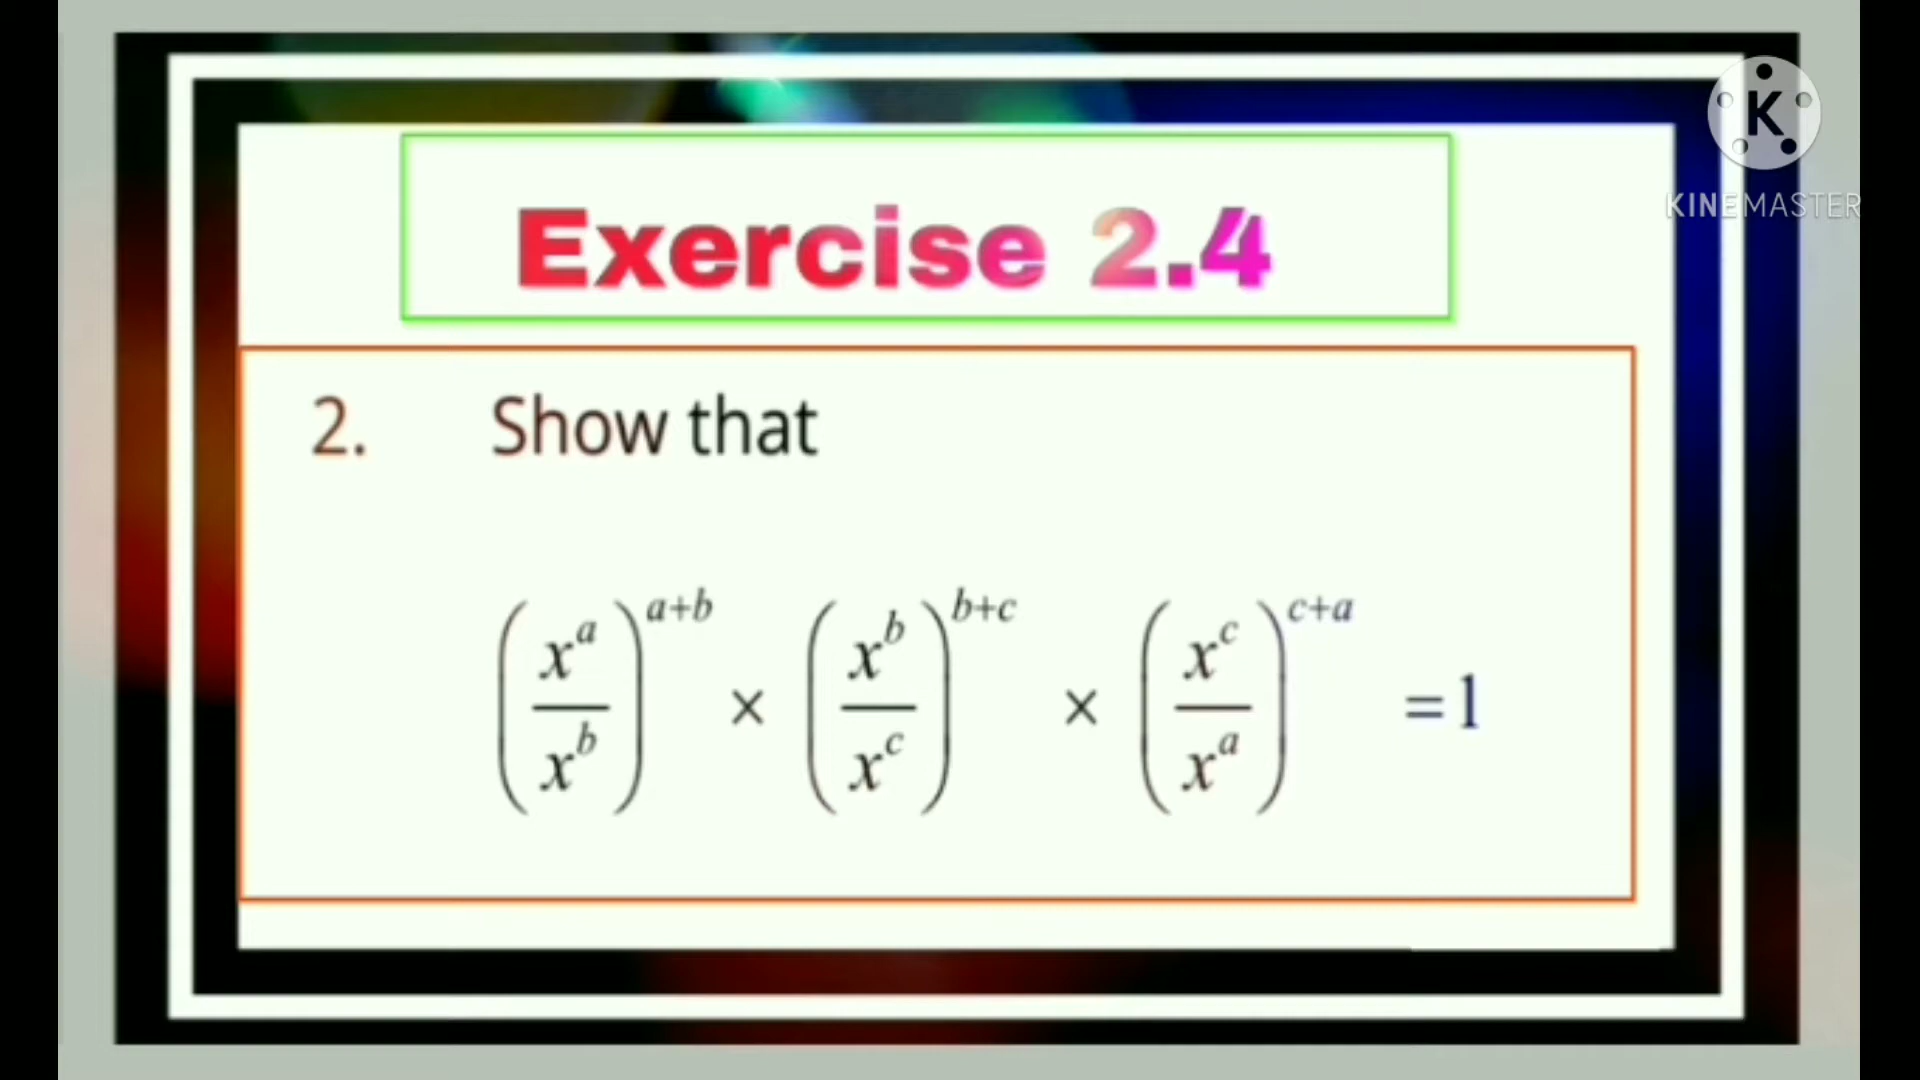 Exercise 2.4
K
KINEMASTER
2. Show that
(x^a / x^b)^{a+b} × (x^b / x^c)^{b+c} × (x^c / x^a)^{c+a} = 1